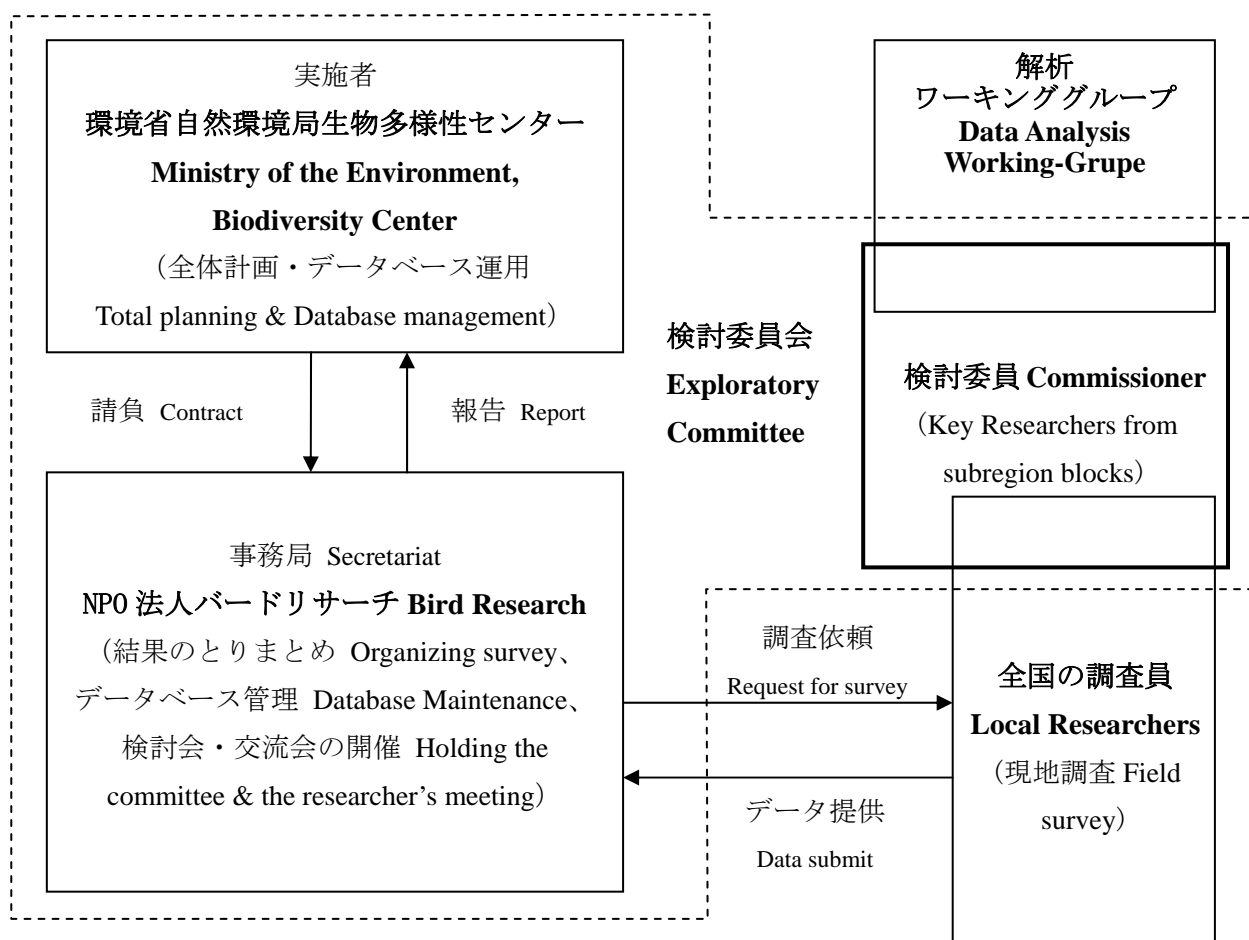 実施者
環境省自然環境局生物多様性センター
Ministry of the Environment,
Biodiversity Center
（全体計画・データベース運用
Total planning & Database management）
請負 Contract
報告 Report
事務局 Secretariat
NPO 法人バードリサーチ Bird Research
（結果のとりまとめ Organizing survey、
データベース管理 Database Maintenance、
検討会・交流会の開催 Holding the
committee & the researcher’s meeting）
解析
ワーキンググループ
Data Analysis
Working-Grupe
検討委員会
Exploratory
Committee
検討委員 Commissioner
（Key Researchers from
subregion blocks）
調査依頼
Request for survey
データ提供
Data submit
全国の調査員
Local Researchers
（現地調査 Field
survey）